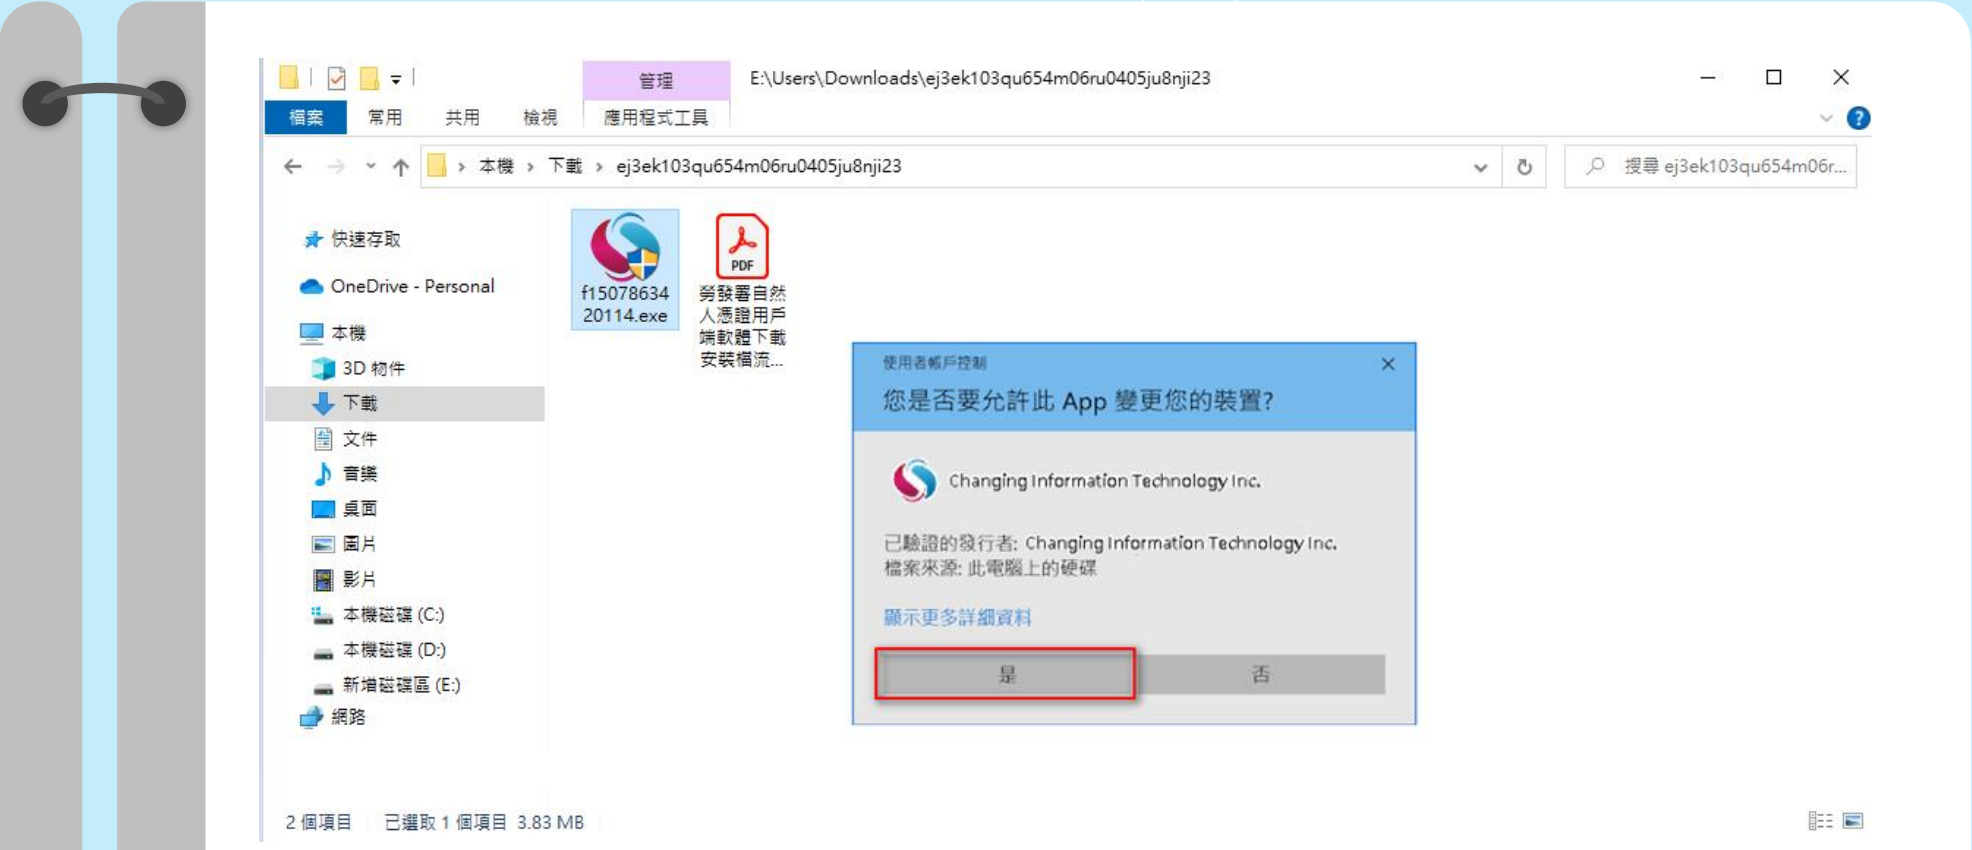 管理
E:\Users\Downloads\ej3ek103qu654m06ru0405ju8nji23
檔案
常用
共用
檢視
應用程式工具
本機 > 下載 > ej3ek103qu654m06ru0405ju8nji23
搜尋 ej3ek103qu654m06r...
快速存取
OneDrive - Personal
本機
3D 物件
下載
文件
音樂
桌面
圖片
影片
本機磁碟 (C:)
本機磁碟 (D:)
新增磁碟區 (E:)
網路
f15078634
20114.exe
PDF
勞發署自然
人憑證用戶
端軟體下載
安裝檔流...
使用者帳戶控制
您是否要允許此 App 變更您的裝置?
Changing Information Technology Inc.
已驗證的發行者: Changing Information Technology Inc.
檔案來源: 此電腦上的硬碟
顯示更多詳細資料
是
否
2 個項目
已選取 1 個項目 3.83 MB